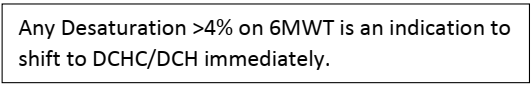 Any Desaturation >4% on 6MWT is an indication to
shift to DCHC/DCH immediately.